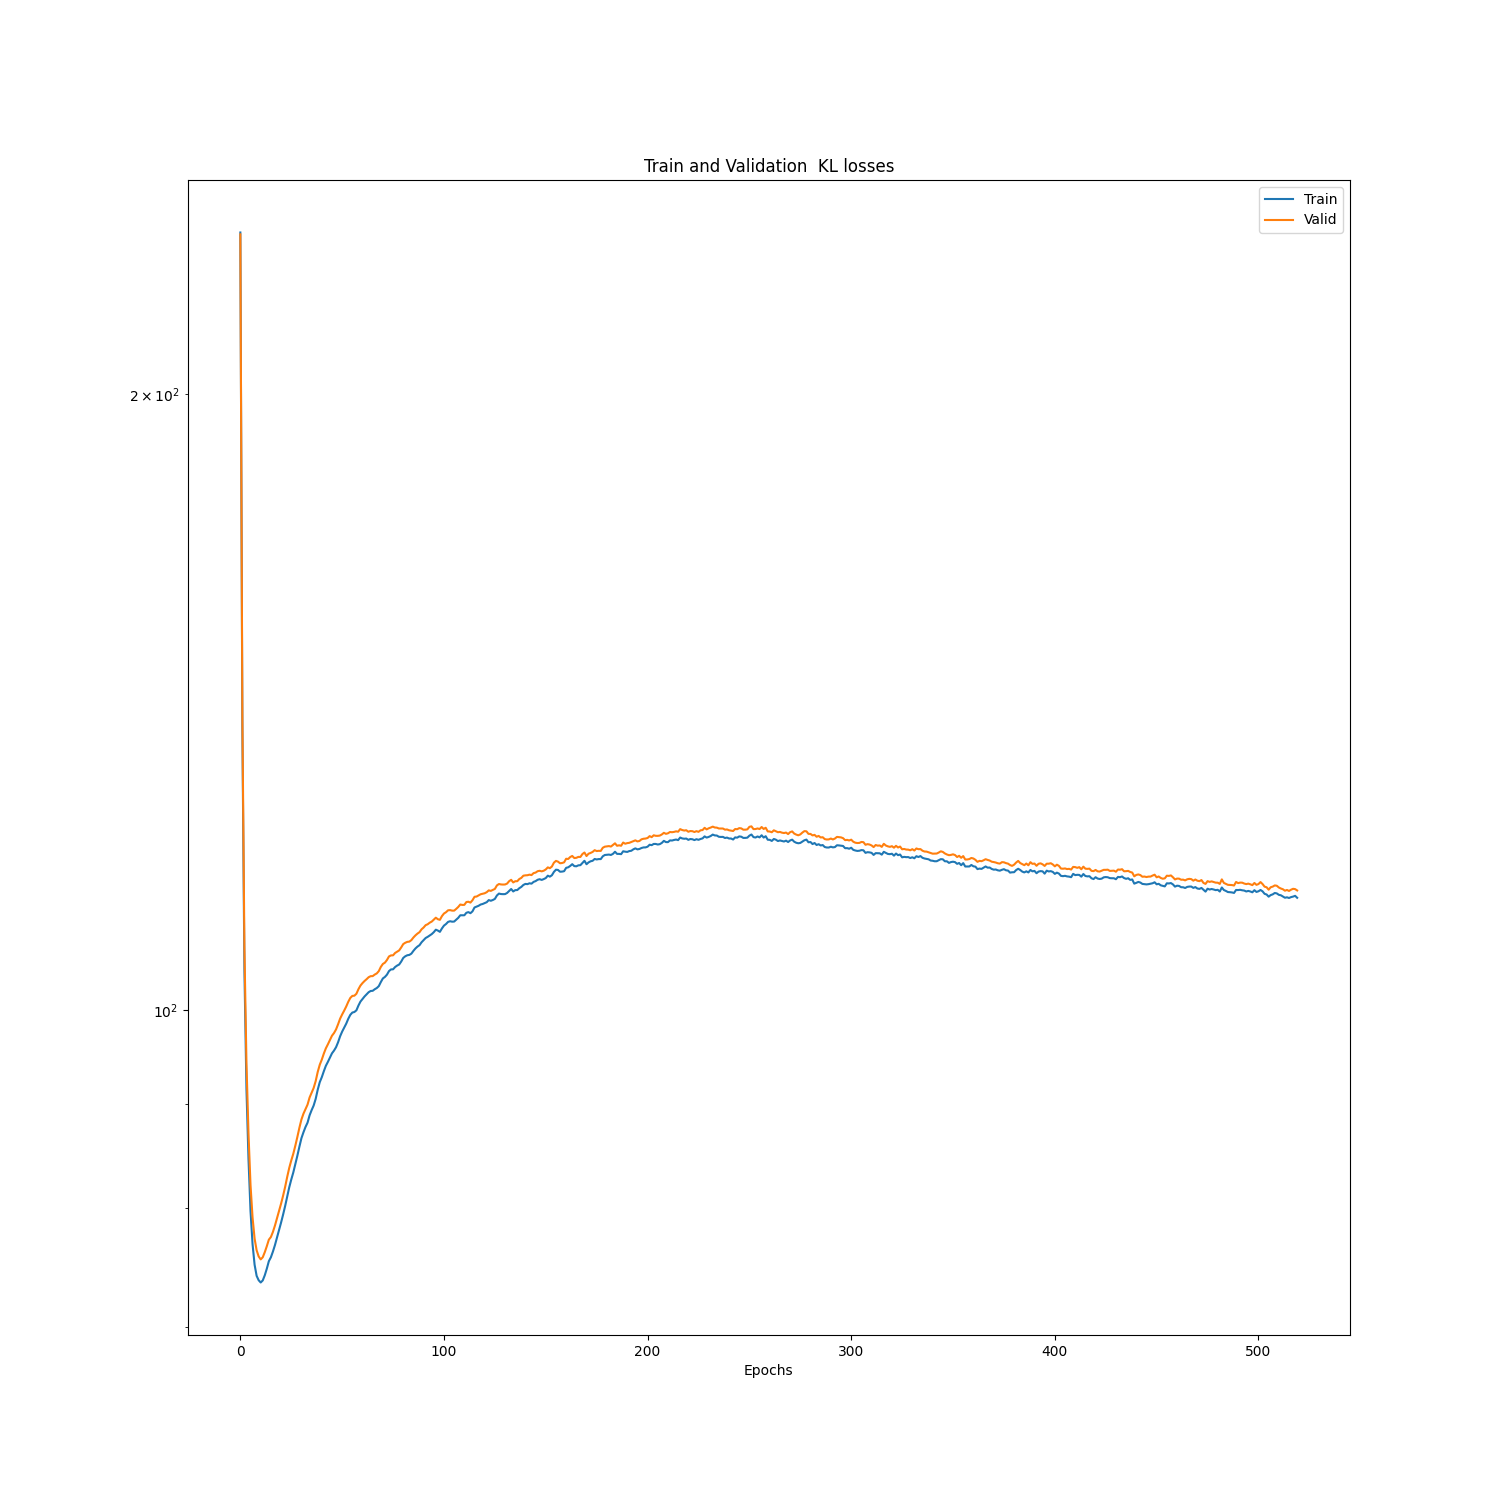 Train and Validation  KL losses
Train
Valid
2 × 10²
10²
0 100 200 300 400 500
Epochs